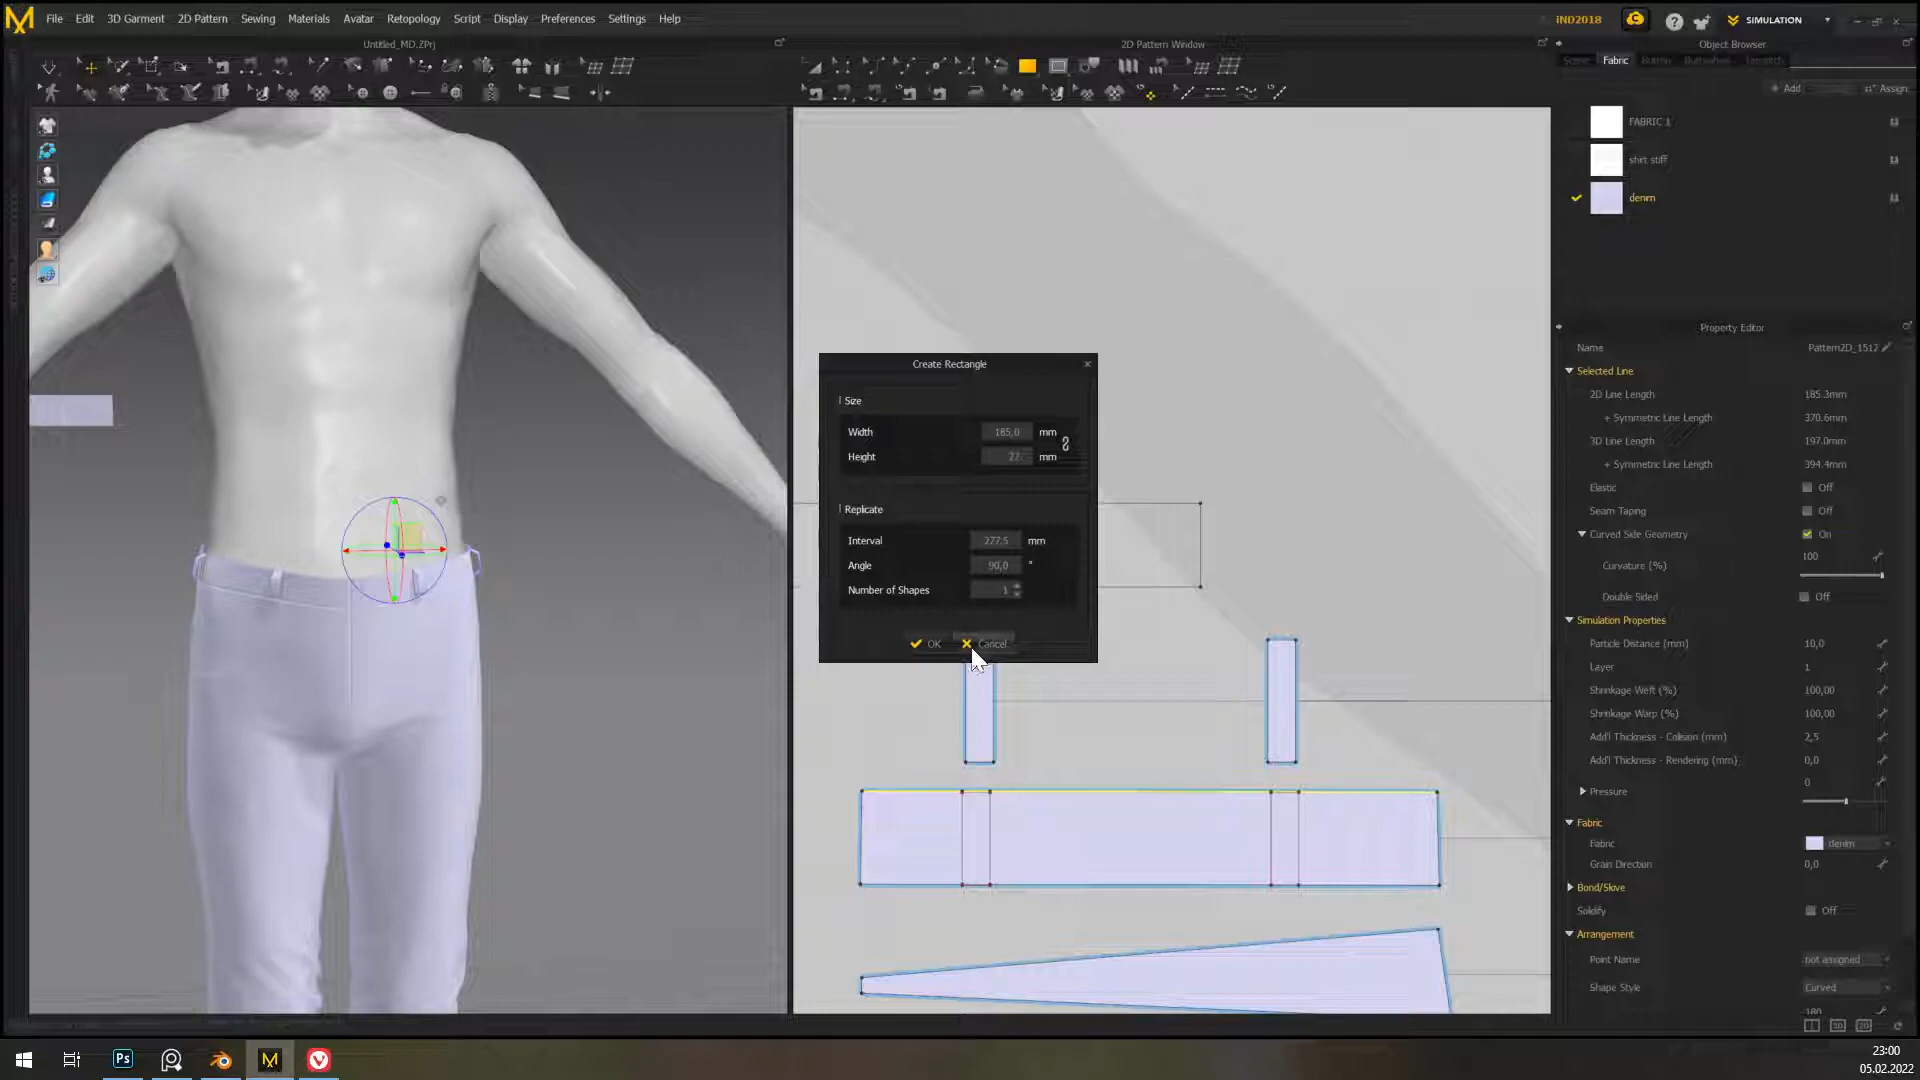 File Edit 3D Garment 2D Pattern Sewing Materials Avatar Retopology Script Display Preferences Settings Help
iND2018 SIMULATION
Untitled_MD.ZPrj
2D Pattern Window
Object Browser
Scene Fabric Button
Add Assign
FABRIC 1
shirt stiff
denim
Create Rectangle
Size
Width mm
Height mm
Replicate
Interval 277,5 mm
Angle 90,0 °
Number of Shapes 1
OK Cancel
Property Editor
Name Pattern2D_1512
Selected Line
2D Line Length 185.3mm
+ Symmetric Line Length 370.6mm
3D Line Length 197.0mm
+ Symmetric Line Length 394.4mm
Elastic Off
Seam Taping Off
Curved Side Geometry On
Curvature (%) 100
Double Sided Off
Simulation Properties
Particle Distance (mm) 10,0
Layer 1
Shrinkage Weft (%) 100,00
Shrinkage Warp (%) 100,00
Add'l Thickness - Collision (mm) 2,5
Add'l Thickness - Rendering (mm) 0,0
Pressure 0
Fabric
Fabric denim
Grain Direction 0,0
Bond/Skive
Solidify Off
Arrangement
Point Name not assigned
Shape Style Curved
Ps
23:00
05.02.2022